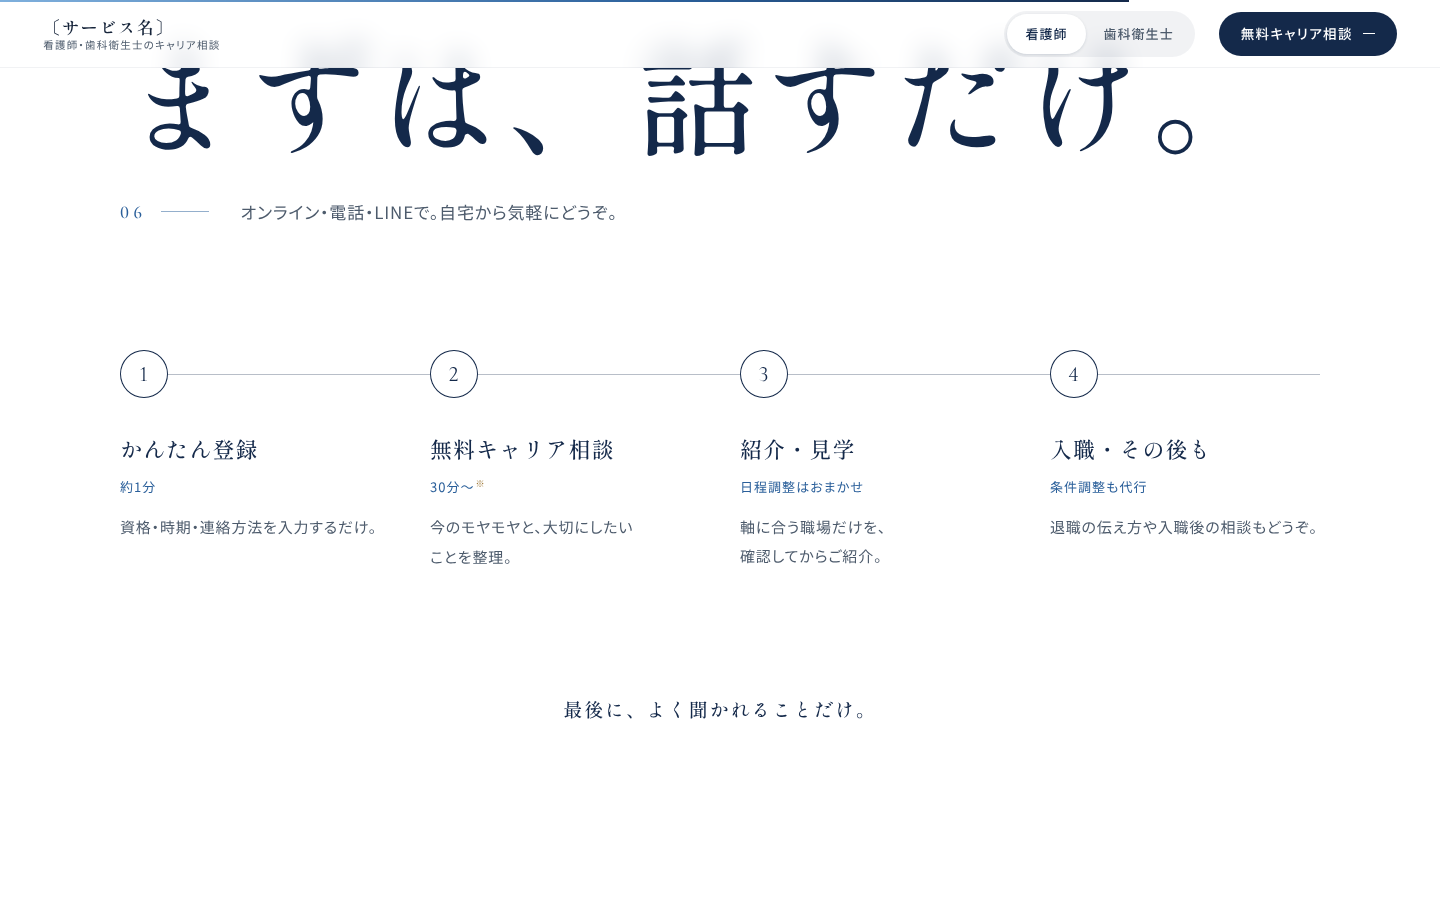 〔サービス名〕
看護師・歯科衛生士のキャリア相談
看護師
歯科衛生士
無料キャリア相談
まずは、話すだけ。
06
オンライン・電話・LINEで。自宅から気軽にどうぞ。
1
2
3
4
かんたん登録
約1分
資格・時期・連絡方法を入力するだけ。
無料キャリア相談
30分〜※
今のモヤモヤと、大切にしたい
ことを整理。
紹介・見学
日程調整はおまかせ
軸に合う職場だけを、
確認してからご紹介。
入職・その後も
条件調整も代行
退職の伝え方や入職後の相談もどうぞ。
最後に、よく聞かれることだけ。